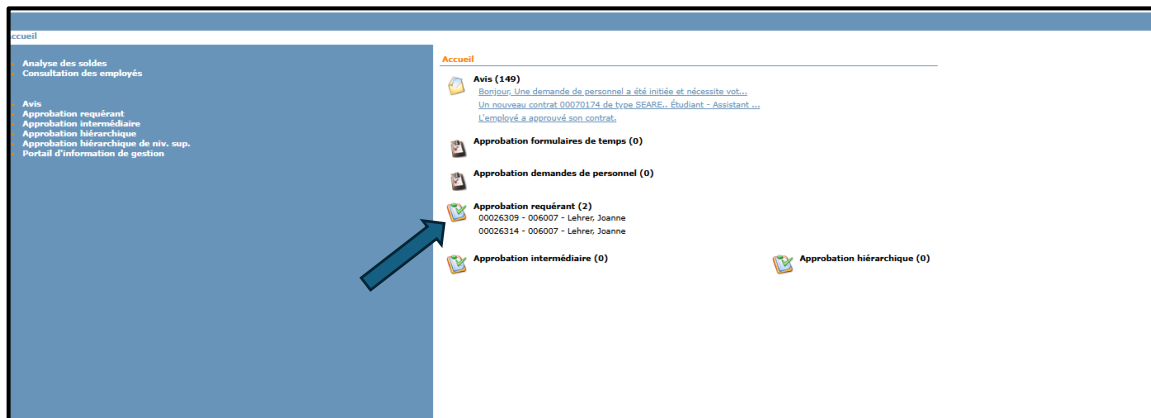 ccueil
Analyse des soldes
Consultation des employés
Avis
Approbation requérant
Approbation intermédiaire
Approbation hiérarchique
Approbation hiérarchique de niv. sup.
Portail d'information de gestion
Accueil
Avis (149)
Bonjour, Une demande de personnel a été initiée et nécessite vot...
Un nouveau contrat 00070174 de type SEARE.. Étudiant - Assistant ...
L'employé a approuvé son contrat.
Approbation formulaires de temps (0)
Approbation demandes de personnel (0)
Approbation requérant (2)
00026309 - 006007 - Lehrer, Joanne
00026314 - 006007 - Lehrer, Joanne
Approbation intermédiaire (0)
Approbation hiérarchique (0)